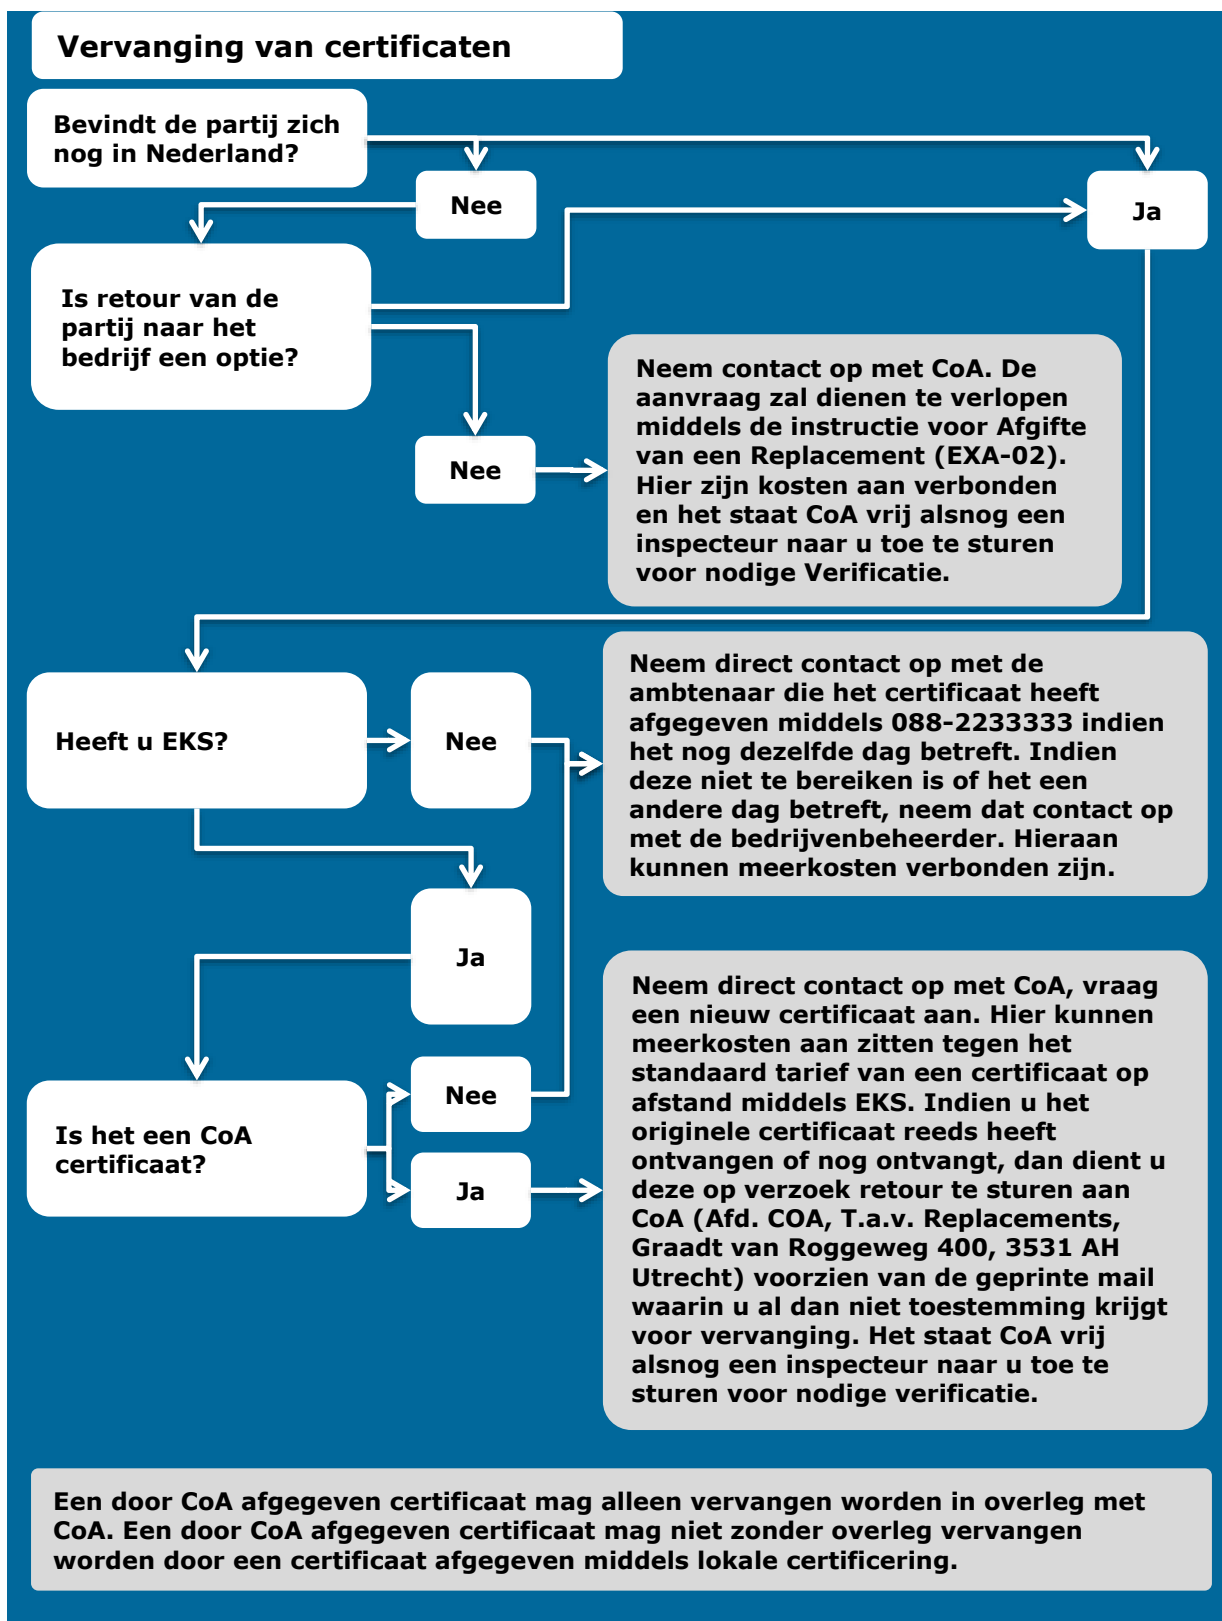 Vervanging van certificaten
Bevindt de partij zich
nog in Nederland?
Nee
Ja
Is retour van de
partij naar het
bedrijf een optie?
Nee
Neem contact op met CoA. De
aanvraag zal dienen te verlopen
middels de instructie voor Afgifte
van een Replacement (EXA-02).
Hier zijn kosten aan verbonden
en het staat CoA vrij alsnog een
inspecteur naar u toe te sturen
voor nodige Verificatie.
Heeft u EKS?
Nee
Neem direct contact op met de
ambtenaar die het certificaat heeft
afgegeven middels 088-2233333 indien
het nog dezelfde dag betreft. Indien
deze niet te bereiken is of het een
andere dag betreft, neem dat contact op
met de bedrijvenbeheerder. Hieraan
kunnen meerkosten verbonden zijn.
Ja
Is het een CoA
certificaat?
Nee
Ja
Neem direct contact op met CoA, vraag
een nieuw certificaat aan. Hier kunnen
meerkosten aan zitten tegen het
standaard tarief van een certificaat op
afstand middels EKS. Indien u het
originele certificaat reeds heeft
ontvangen of nog ontvangt, dan dient u
deze op verzoek retour te sturen aan
CoA (Afd. COA, T.a.v. Replacements,
Graadt van Roggeweg 400, 3531 AH
Utrecht) voorzien van de geprinte mail
waarin u al dan niet toestemming krijgt
voor vervanging. Het staat CoA vrij
alsnog een inspecteur naar u toe te
sturen voor nodige verificatie.
Een door CoA afgegeven certificaat mag alleen vervangen worden in overleg met
CoA. Een door CoA afgegeven certificaat mag niet zonder overleg vervangen
worden door een certificaat afgegeven middels lokale certificering.